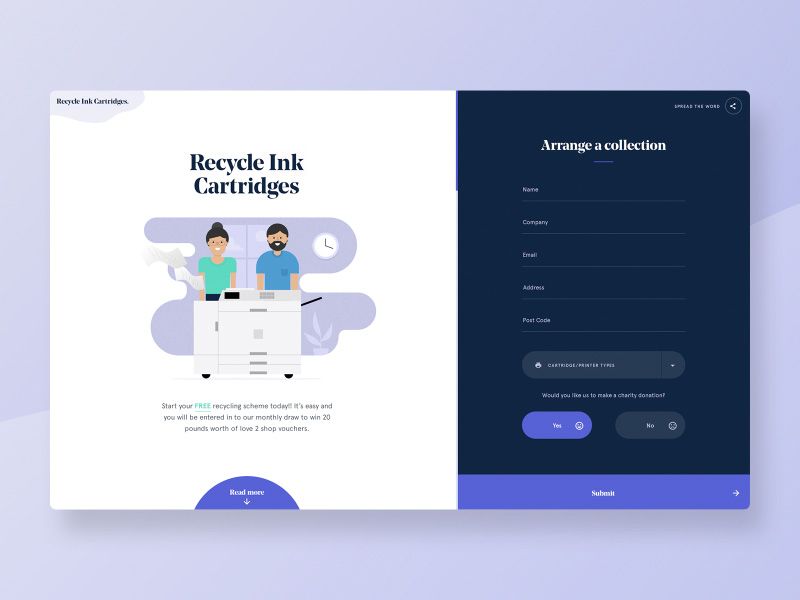 Recycle Ink Cartridges.
Recycle Ink
Cartridges
Start your FREE recycling scheme today!! It's easy and
you will be entered in to our monthly draw to win 20
pounds worth of love 2 shop vouchers.
Read more
SPREAD THE WORD
Arrange a collection
Name
Company
Email
Address
Post Code
CARTRIDGE/PRINTER TYPES
Would you like us to make a charity donation?
Yes
No
Submit